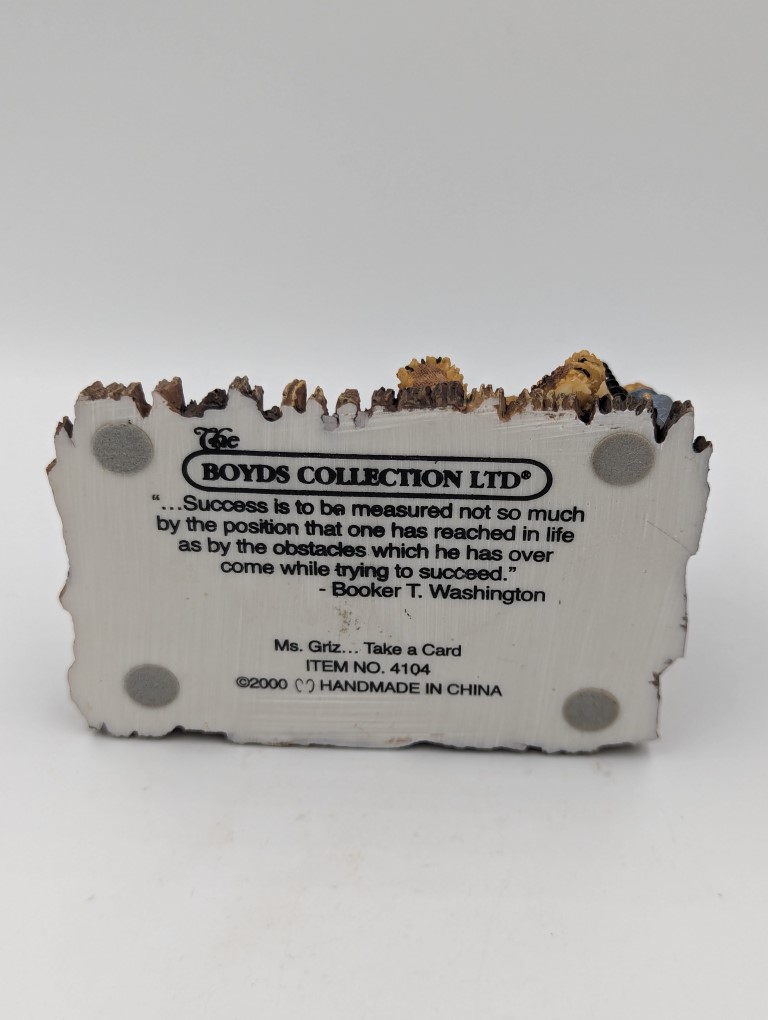 The
BOYDS COLLECTION LTD®
“...Success is to be measured not so much
by the position that one has reached in life
as by the obstacles which he has over
come while trying to succeed.”
- Booker T. Washington
Ms. Griz... Take a Card
ITEM NO. 4104
©2000 HANDMADE IN CHINA